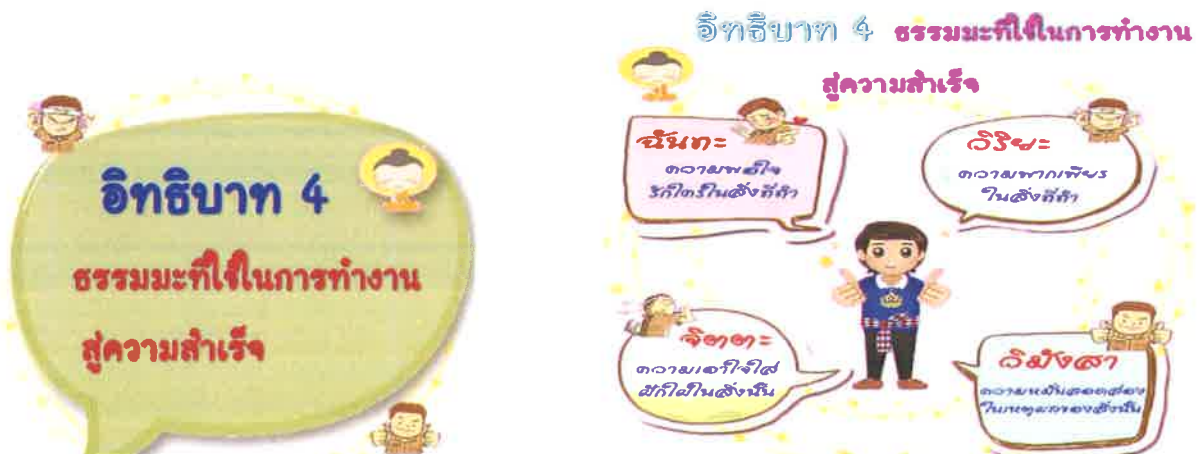 อิทธิบาท 4
ธรรมมะที่ใช้ในการทำงาน
สู่ความสำเร็จ
อิทธิบาท 4 ธรรมมะที่ใช้ในการทำงาน
สู่ความสำเร็จ
ฉันทะ
ความพอใจ
รักใคร่ในสิ่งที่ทำ
วิริยะ
ความพากเพียร
ในสิ่งที่ทำ
จิตตะ
ความเอาใจใส่
ฝักใฝ่ในสิ่งนั้น
วิมังสา
ความหมั่นสอดส่อง
ในเหตุผลของสิ่งนั้น